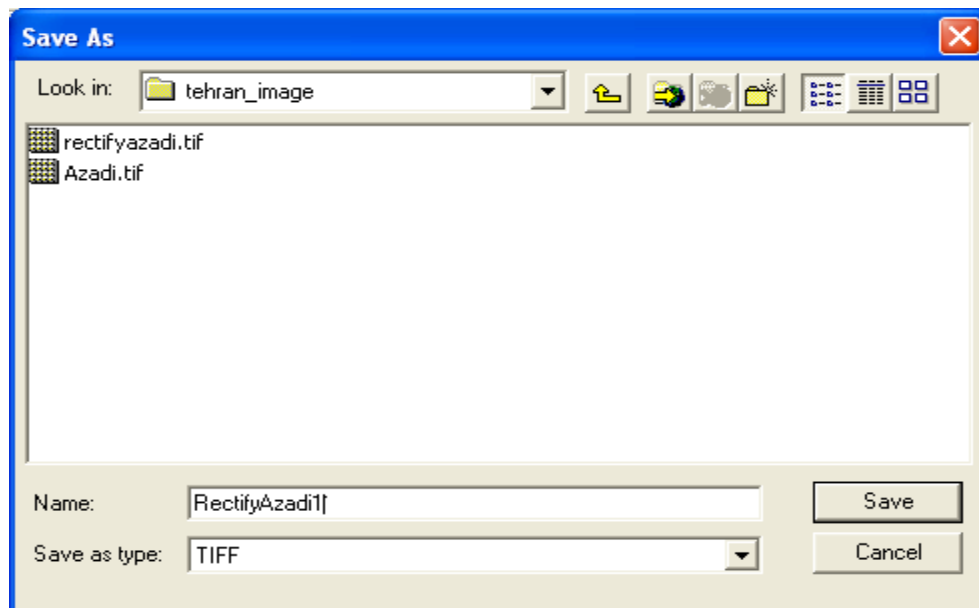 Save As
Look in: tehran_image
rectifyazadi.tif
Azadi.tif
Name: RectifyAzadi1 Save
Save as type: TIFF Cancel